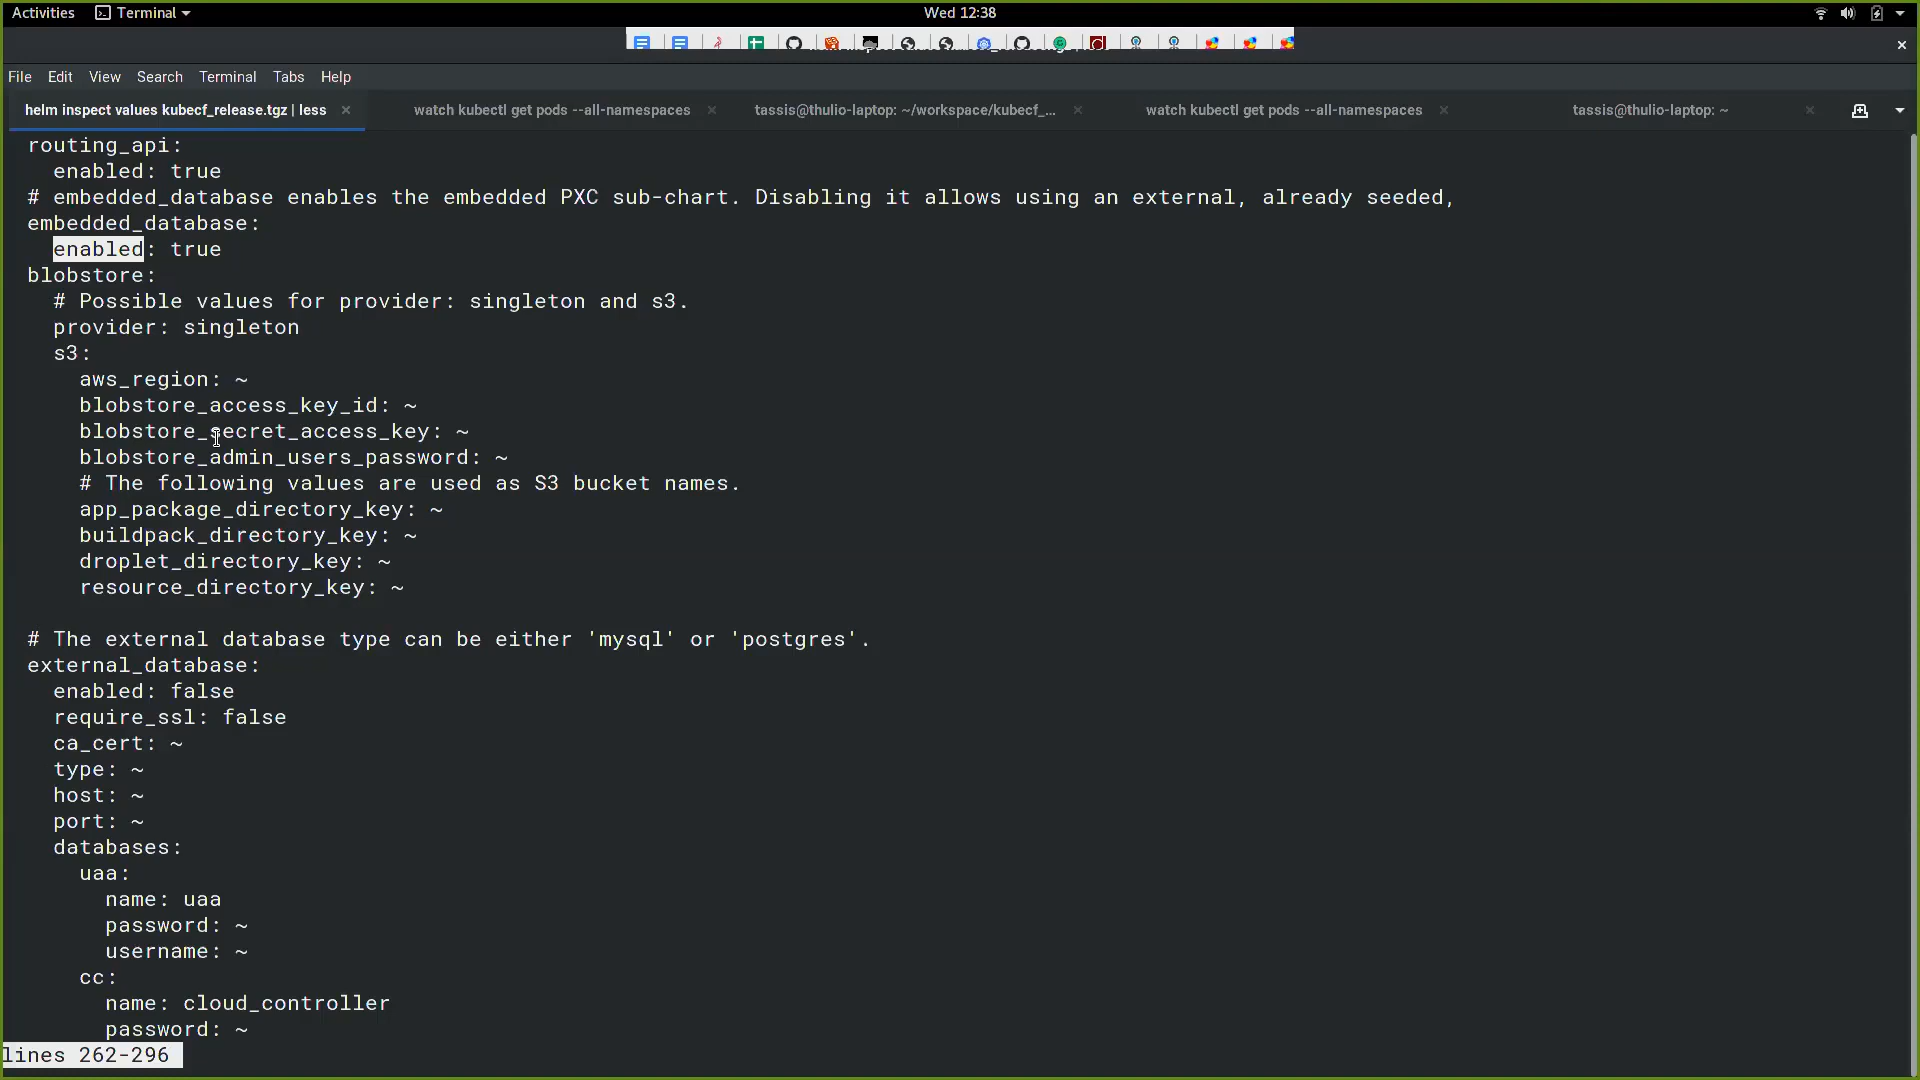 Activities
Terminal
Wed 12:38
File Edit View Search Terminal Tabs Help
helm inspect values kubecf_release.tgz | less
watch kubectl get pods --all-namespaces
tassis@thulio-laptop: ~/workspace/kubecf_...
watch kubectl get pods --all-namespaces
tassis@thulio-laptop: ~
routing_api:
enabled: true
# embedded_database enables the embedded PXC sub-chart. Disabling it allows using an external, already seeded,
embedded_database:
enabled: true
blobstore:
# Possible values for provider: singleton and s3.
provider: singleton
s3:
aws_region: ~
blobstore_access_key_id: ~
blobstore_secret_access_key: ~
blobstore_admin_users_password: ~
# The following values are used as S3 bucket names.
app_package_directory_key: ~
buildpack_directory_key: ~
droplet_directory_key: ~
resource_directory_key: ~
# The external database type can be either 'mysql' or 'postgres'.
external_database:
enabled: false
require_ssl: false
ca_cert: ~
type: ~
host: ~
port: ~
databases:
uaa:
name: uaa
password: ~
username: ~
cc:
name: cloud_controller
password: ~
lines 262-296